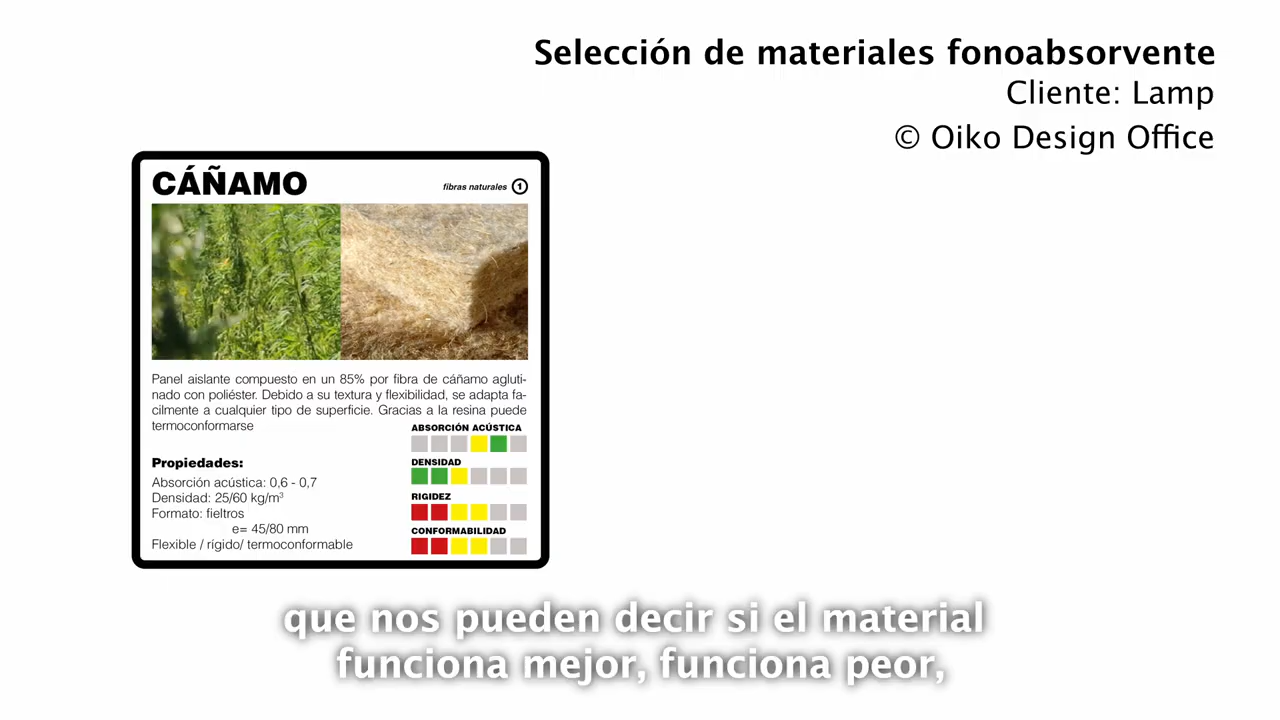 Selección de materiales fonoabsorvente
Cliente: Lamp
© Oiko Design Office
CÁÑAMO
fibras naturales 1
Panel aislante compuesto en un 85% por fibra de cáñamo agluti-
nado con poliéster. Debido a su textura y flexibilidad, se adapta fa-
cilmente a cualquier tipo de superficie. Gracias a la resina puede
termoconformarse
ABSORCIÓN ACÚSTICA
DENSIDAD
RIGIDEZ
CONFORMABILIDAD
Propiedades:
Absorción acústica: 0,6 - 0,7
Densidad: 25/60 kg/m³
Formato: fieltros
e= 45/80 mm
Flexible / rígido/ termoconformable
que nos pueden decir si el material
funciona mejor, funciona peor,